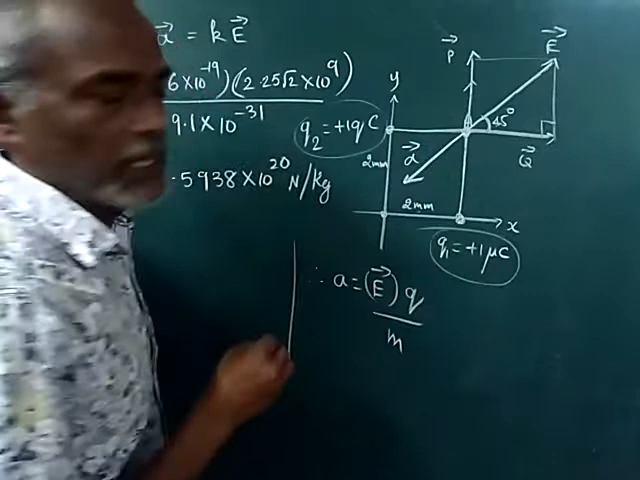 a⃗ = k E⃗
6 X 10⁻¹⁹) (2.25√2 X 10⁹)
9.1 X 10⁻³¹
.5938 X 10²⁰ N/kg
P⃗
E⃗
y
45°
q₂ = +1q C
2mm
a⃗
Q⃗
2mm
x
q₁ = +1μC
∴ a = (E⃗) q
m